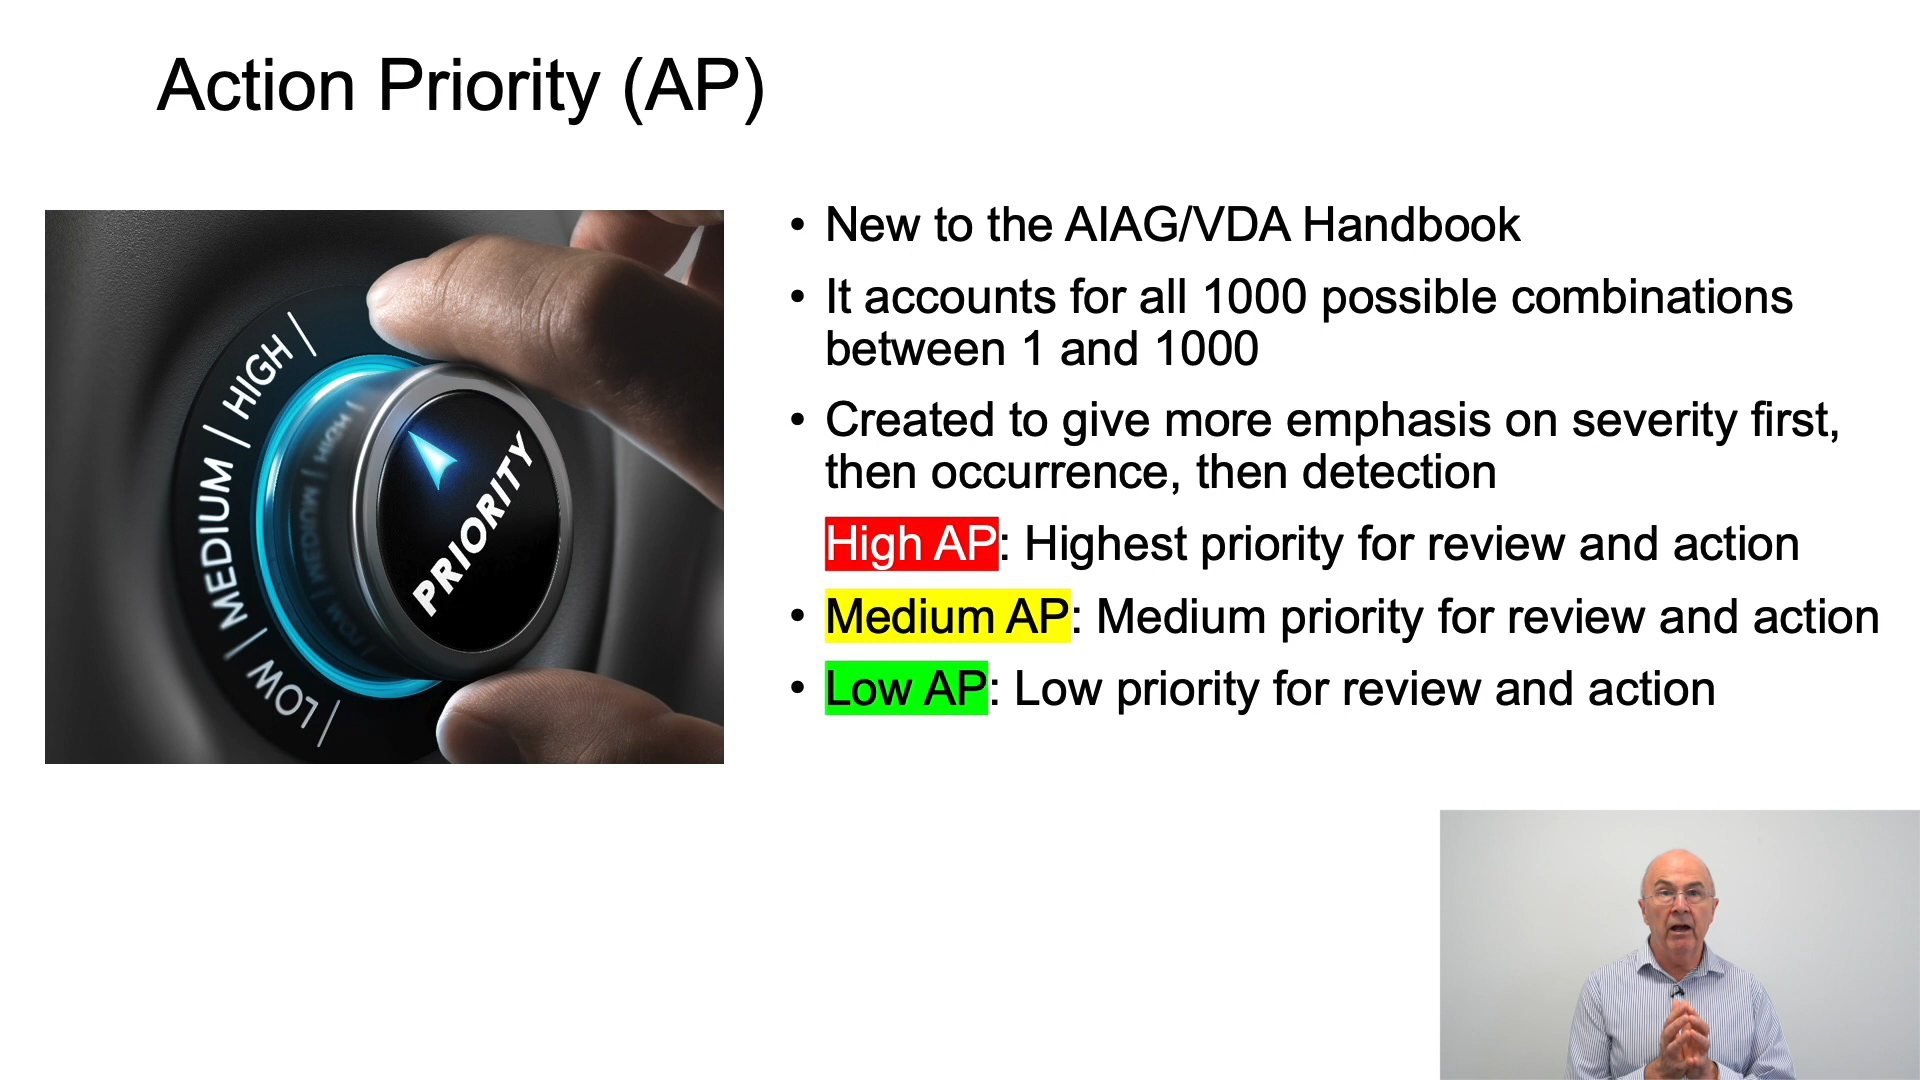 Action Priority (AP)
HIGH
MEDIUM
LOW
PRIORITY
HIGH
MEDIUM
LOW
• New to the AIAG/VDA Handbook
• It accounts for all 1000 possible combinations
between 1 and 1000
• Created to give more emphasis on severity first,
then occurrence, then detection
High AP: Highest priority for review and action
• Medium AP: Medium priority for review and action
• Low AP: Low priority for review and action